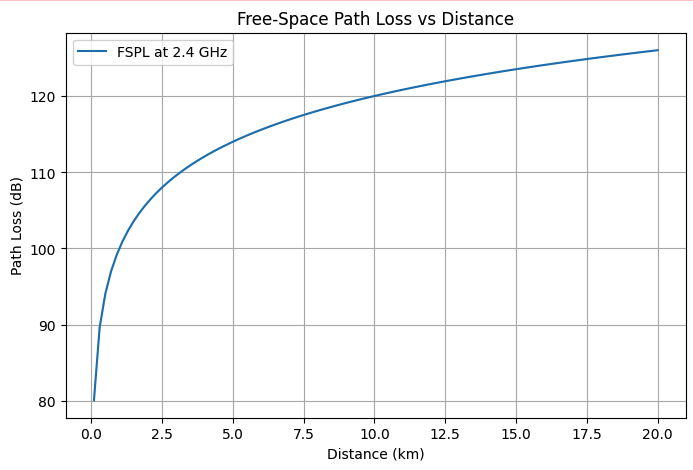 Free-Space Path Loss vs Distance
FSPL at 2.4 GHz
Path Loss (dB)
120
110
100
90
80
0.0 2.5 5.0 7.5 10.0 12.5 15.0 17.5 20.0
Distance (km)